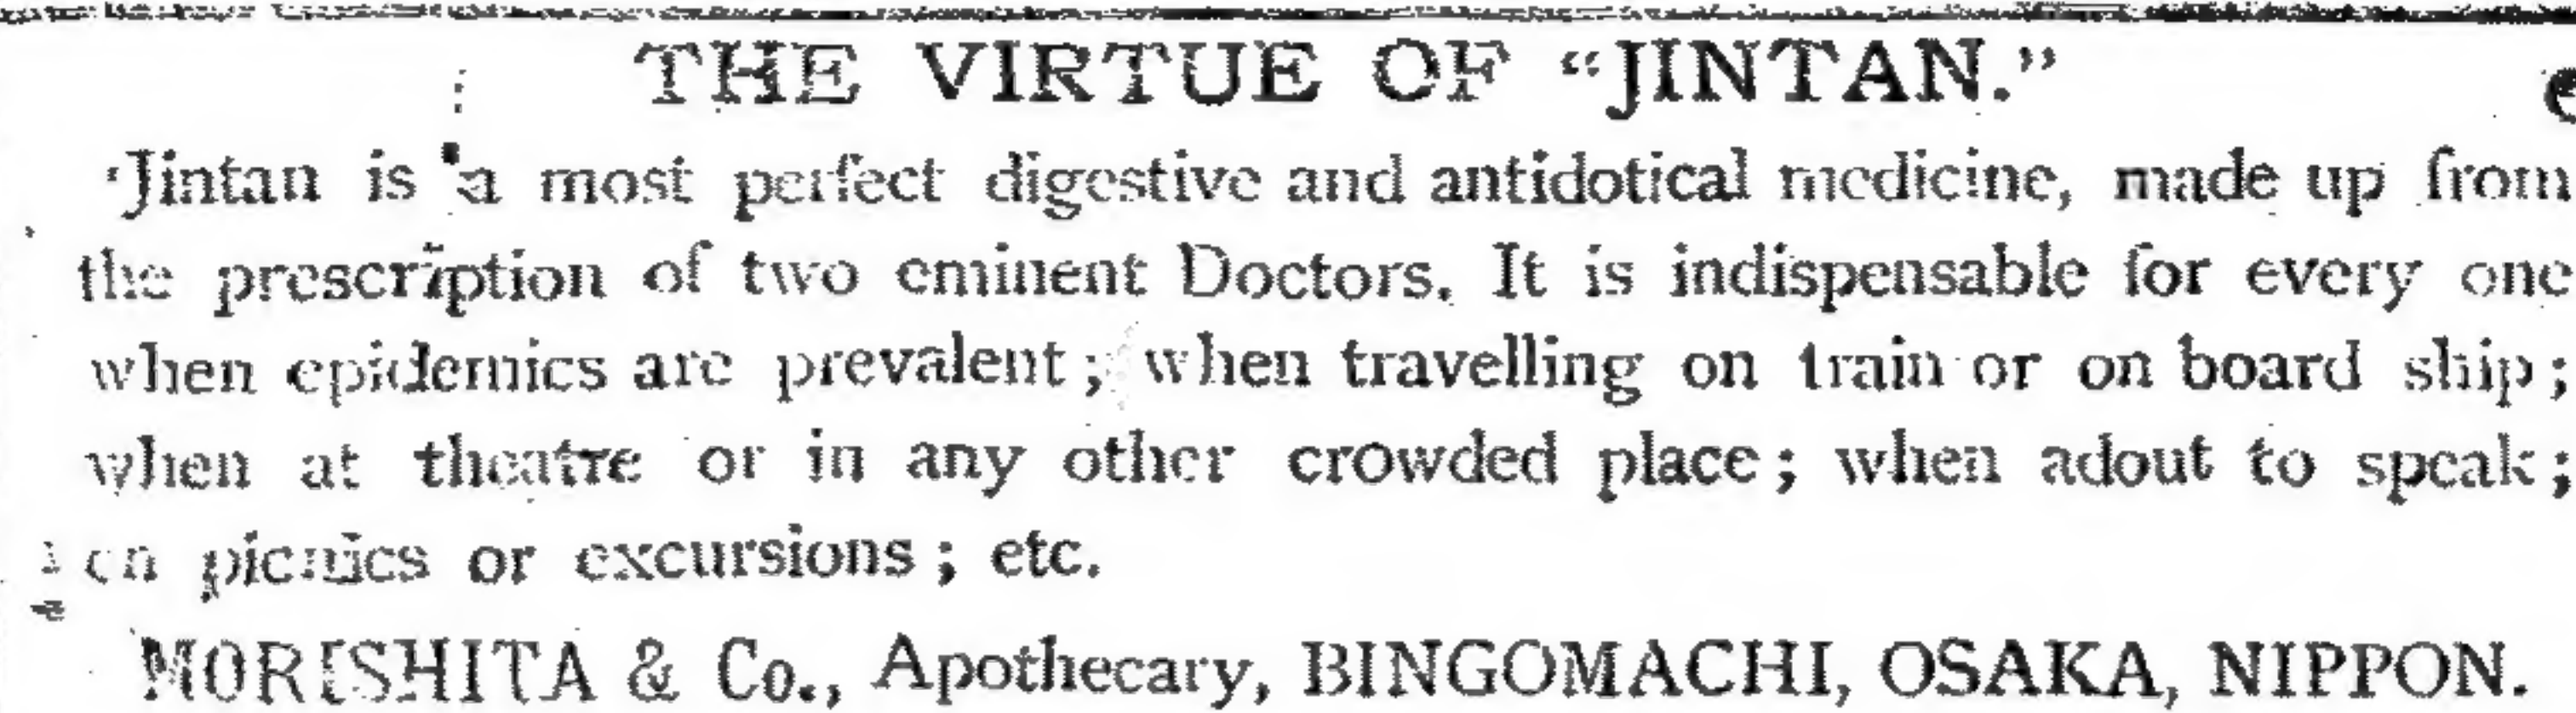 THE VIRTUE OF “JINTAN.”
Jintan is a most perfect digestive and antidotical medicine, made up from
the prescription of two eminent Doctors. It is indispensable for every one
when epidemics are prevalent; when travelling on train or on board ship;
when at theatre or in any other crowded place; when adout to speak;
on picnics or excursions; etc.
MORISHITA & Co., Apothecary, BINGOMACHI, OSAKA, NIPPON.